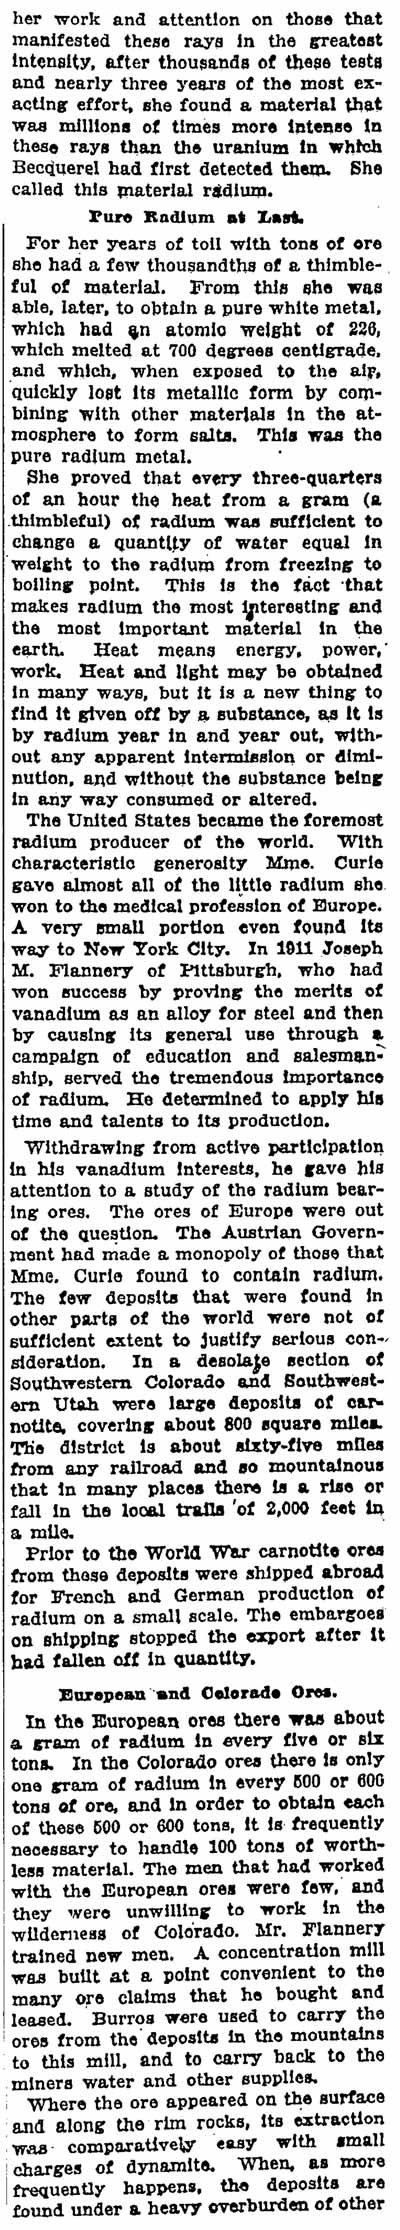 her work and attention on those that
manifested these rays in the greatest
intensity, after thousands of these tests
and nearly three years of the most ex-
acting effort, she found a material that
was millions of times more intense in
these rays than the uranium in which
Becquerel had first detected them. She
called this material radium.
Pure Radium at Last.
For her years of toil with tons of ore
she had a few thousandths of a thimble-
ful of material. From this she was
able, later, to obtain a pure white metal,
which had an atomic weight of 226,
which melted at 700 degrees centigrade,
and which, when exposed to the air,
quickly lost its metallic form by com-
bining with other materials in the at-
mosphere to form salts. This was the
pure radium metal.
She proved that every three-quarters
of an hour the heat from a gram (a
thimbleful) of radium was sufficient to
change a quantity of water equal in
weight to the radium from freezing to
boiling point. This is the fact that
makes radium the most interesting and
the most important material in the
earth. Heat means energy, power,
work. Heat and light may be obtained
in many ways, but it is a new thing to
find it given off by a substance, as it is
by radium year in and year out, with-
out any apparent intermission or dimi-
nution, and without the substance being
in any way consumed or altered.
The United States became the foremost
radium producer of the world. With
characteristic generosity Mme. Curie
gave almost all of the little radium she
won to the medical profession of Europe.
A very small portion even found its
way to New York City. In 1911 Joseph
M. Flannery of Pittsburgh, who had
won success by proving the merits of
vanadium as an alloy for steel and then
by causing its general use through a
campaign of education and salesman-
ship, served the tremendous importance
of radium. He determined to apply his
time and talents to its production.
Withdrawing from active participation
in his vanadium interests, he gave his
attention to a study of the radium bear-
ing ores. The ores of Europe were out
of the question. The Austrian Govern-
ment had made a monopoly of those that
Mme. Curie found to contain radium.
The few deposits that were found in
other parts of the world were not of
sufficient extent to justify serious con-
sideration. In a desolate section of
Southwestern Colorado and Southwest-
ern Utah were large deposits of car-
notite, covering about 800 square miles.
The district is about sixty-five miles
from any railroad and so mountainous
that in many places there is a rise or
fall in the local trails of 2,000 feet in
a mile.
Prior to the World War carnotite ores
from these deposits were shipped abroad
for French and German production of
radium on a small scale. The embargoes
on shipping stopped the export after it
had fallen off in quantity.
European and Colorado Ores.
In the European ores there was about
a gram of radium in every five or six
tons. In the Colorado ores there is only
one gram of radium in every 500 or 600
tons of ore, and in order to obtain each
of these 500 or 600 tons, it is frequently
necessary to handle 100 tons of worth-
less material. The men that had worked
with the European ores were few, and
they were unwilling to work in the
wilderness of Colorado. Mr. Flannery
trained new men. A concentration mill
was built at a point convenient to the
many ore claims that he bought and
leased. Burros were used to carry the
ores from the deposits in the mountains
to this mill, and to carry back to the
miners water and other supplies.
Where the ore appeared on the surface
and along the rim rocks, its extraction
was comparatively easy with small
charges of dynamite. When, as more
frequently happens, the deposits are
found under a heavy overburden of other